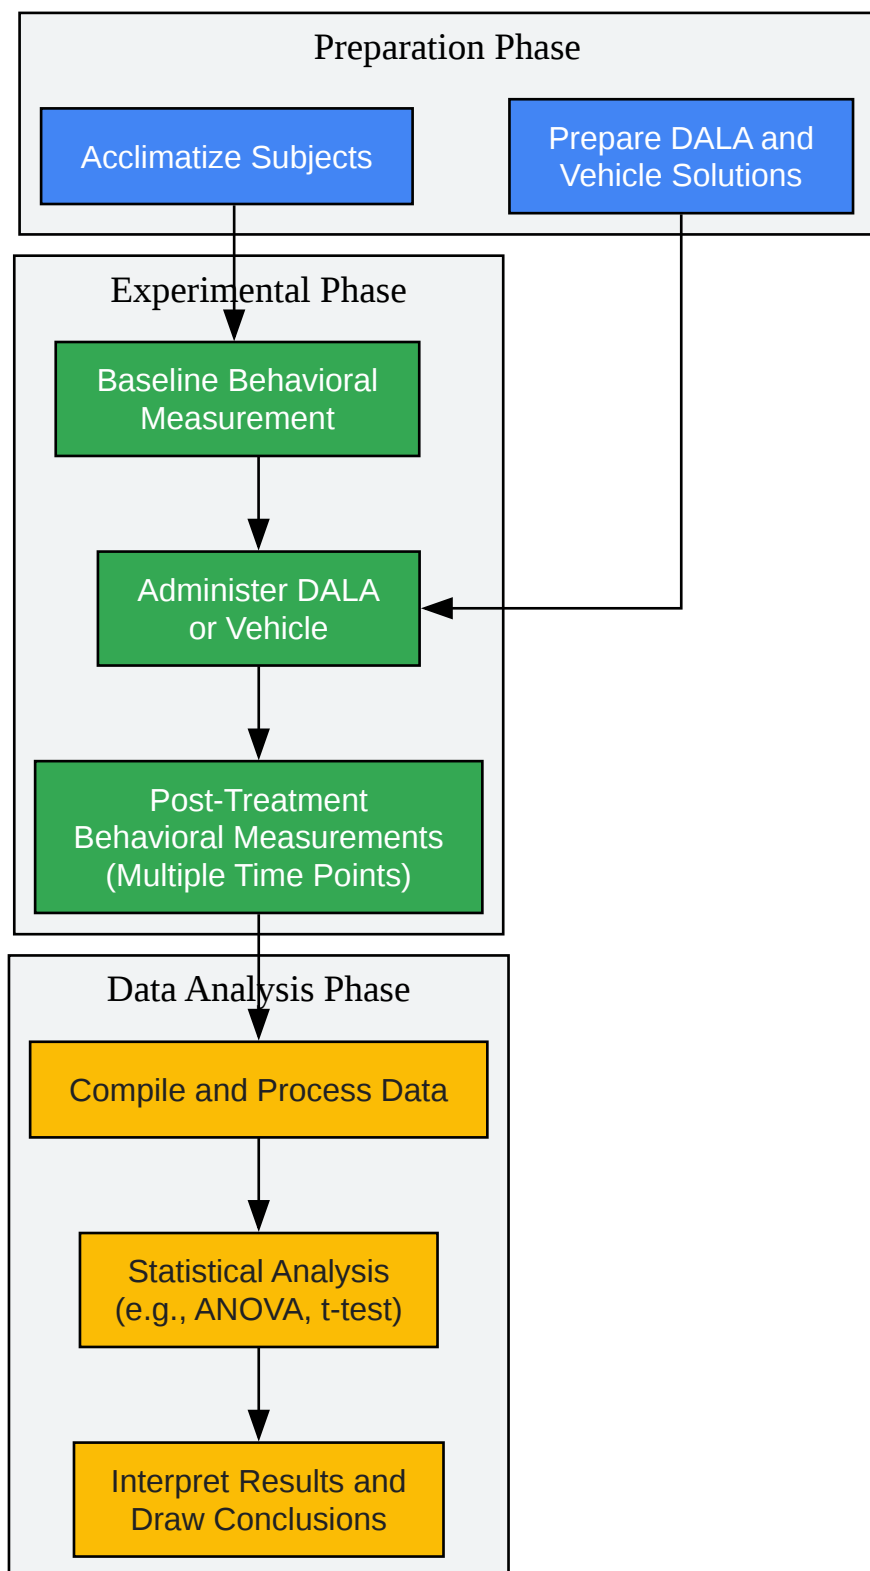 Preparation Phase
Acclimatize Subjects
Prepare DALA and
Vehicle Solutions
Experimental Phase
Baseline Behavioral
Measurement
Administer DALA
or Vehicle
Post-Treatment
Behavioral Measurements
(Multiple Time Points)
Data Analysis Phase
Compile and Process Data
Statistical Analysis
(e.g., ANOVA, t-test)
Interpret Results and
Draw Conclusions